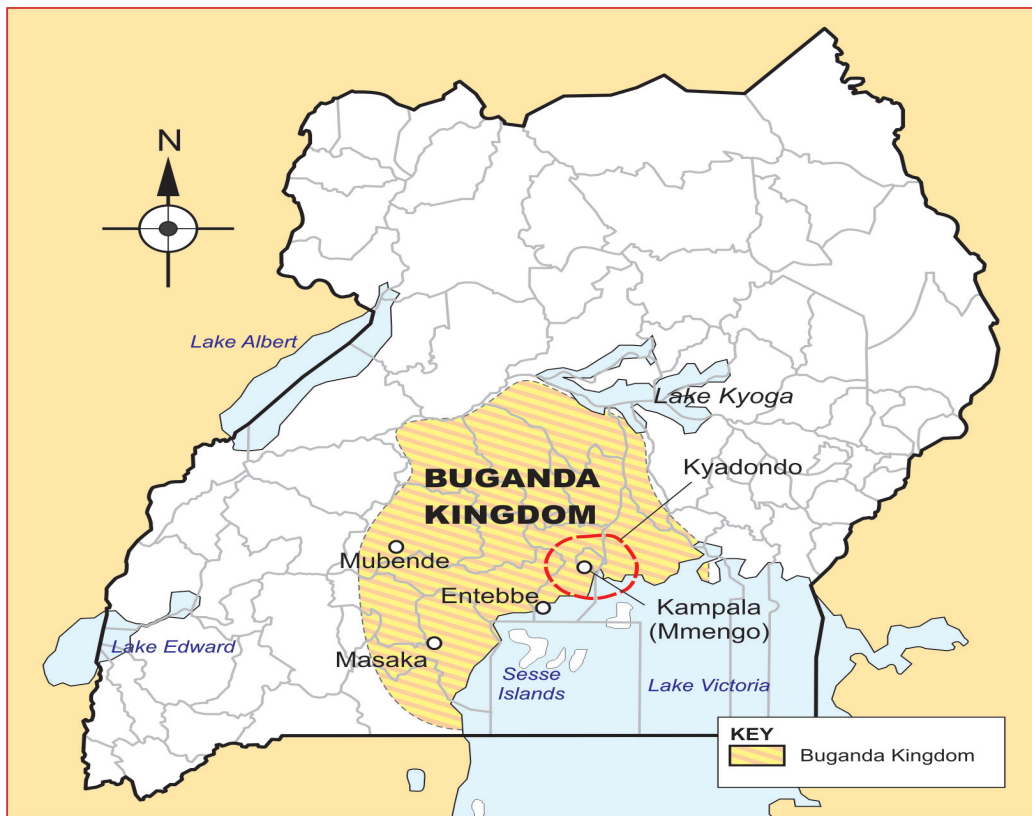 N
Lake Albert
Lake Kyoga
Kyadondo
BUGANDA
KINGDOM
Mubende
Entebbe
Kampala
(Mmengo)
Lake Edward
Masaka
Sesse
Islands
Lake Victoria
KEY
Buganda Kingdom